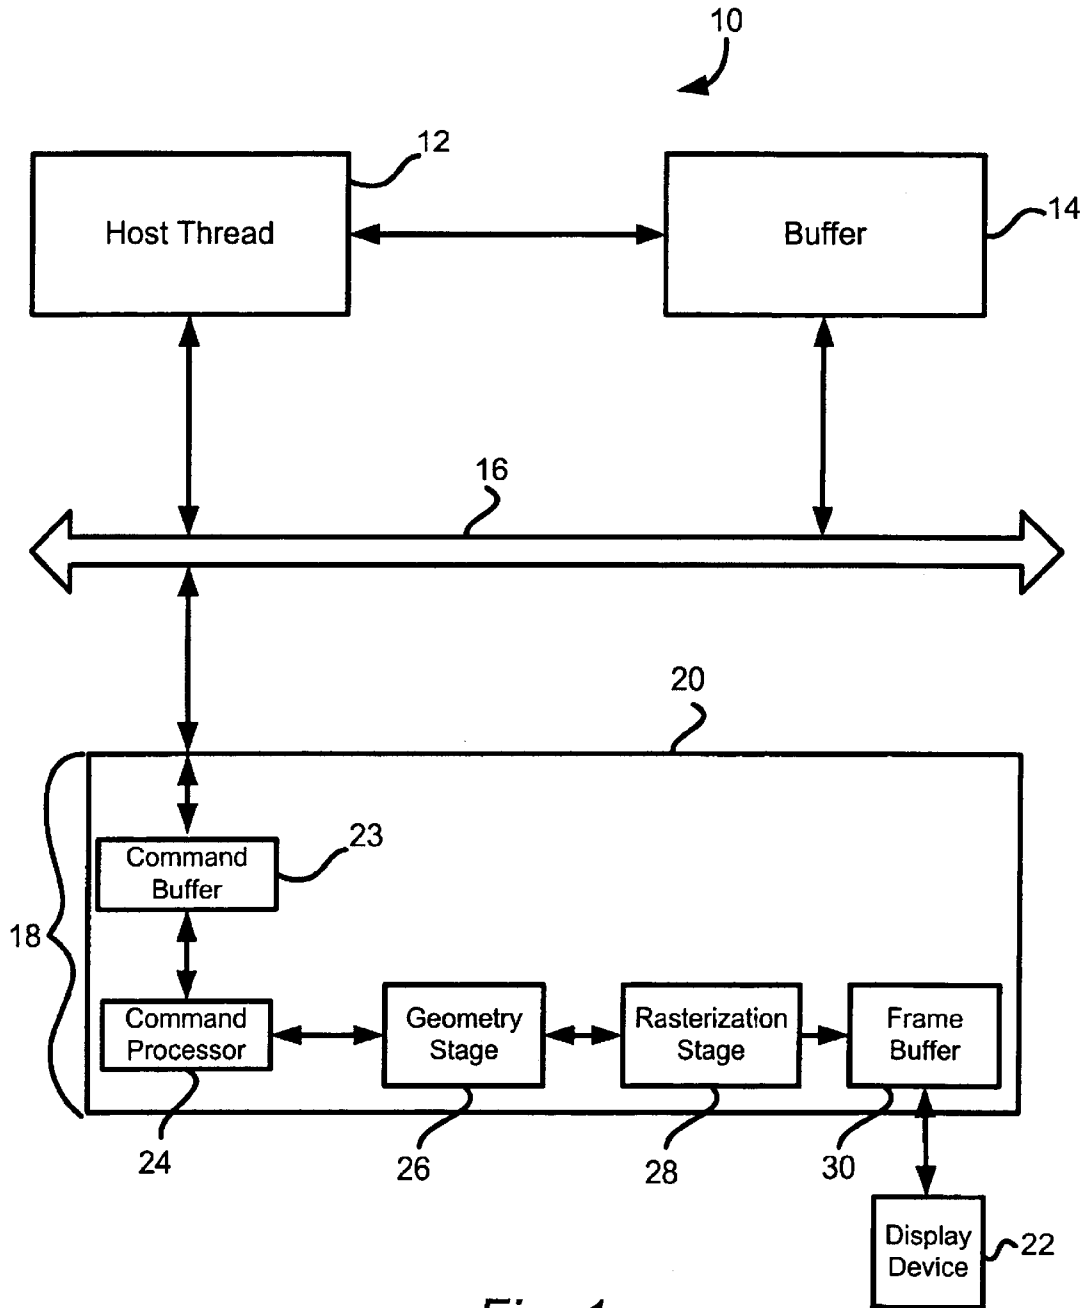 10
12
Host Thread
Buffer
14
16
20
18
Command
Buffer
23
Command
Processor
Geometry
Stage
Rasterization
Stage
Frame
Buffer
24
26
28
30
Display
Device
22